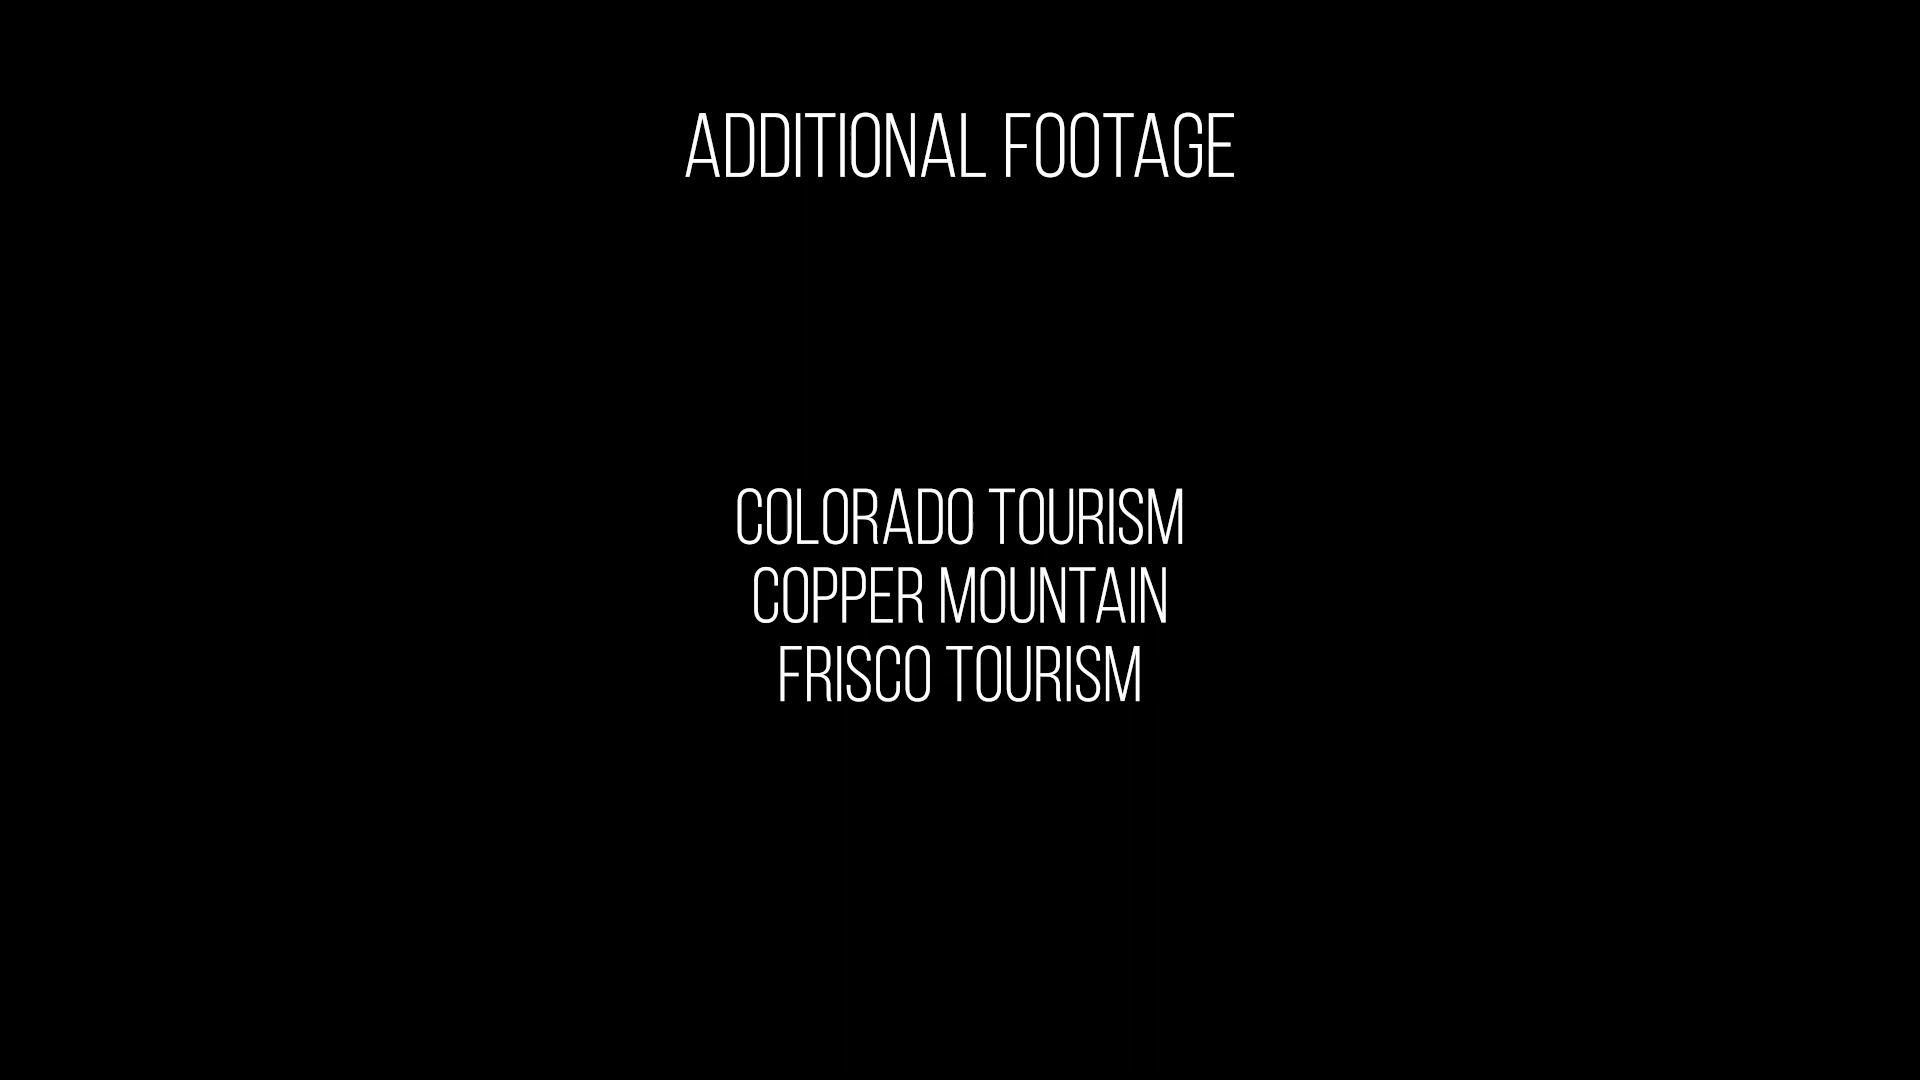 ADDITIONAL FOOTAGE
COLORADO TOURISM
COPPER MOUNTAIN
FRISCO TOURISM